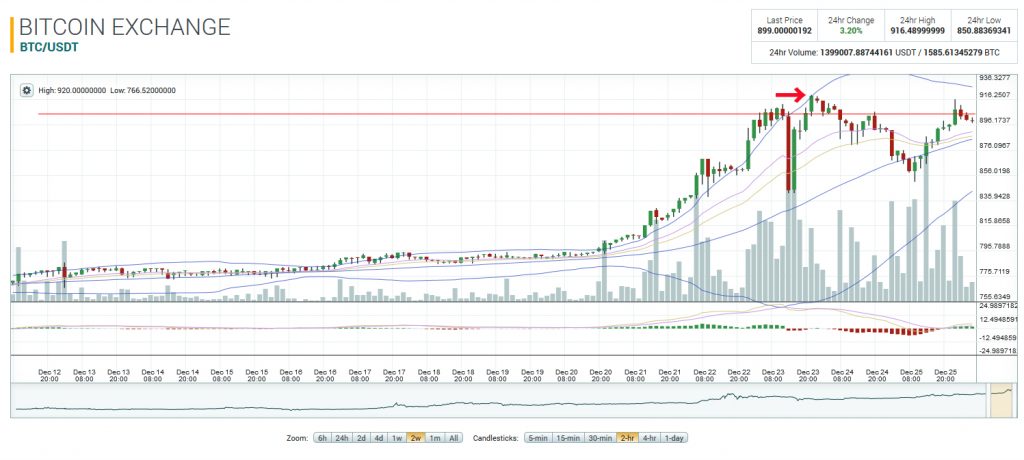 BITCOIN EXCHANGE
BTC/USDT
Last Price 24hr Change 24hr High 24hr Low
899.00000192 3.20% 916.48999999 850.88369341
24hr Volume: 1399007.88744161 USDT / 1585.61345279 BTC
High: 920.00000000 Low: 766.52000000
938.3277
918.2507
898.1737
878.0967
858.0198
835.9428
815.8658
795.7888
775.7119
755.6349
24.9897182
12.4948591
-12.4948591
-24.9897182
Dec 12 Dec 13 Dec 13 Dec 14 Dec 14 Dec 15 Dec 15 Dec 16 Dec 16 Dec 17 Dec 17 Dec 18 Dec 18 Dec 19 Dec 19 Dec 20 Dec 20 Dec 21 Dec 21 Dec 22 Dec 22 Dec 23 Dec 23 Dec 24 Dec 24 Dec 25 Dec 25
20:00 08:00 20:00 08:00 20:00 08:00 20:00 08:00 20:00 08:00 20:00 08:00 20:00 08:00 20:00 08:00 20:00 08:00 20:00 08:00 20:00 08:00 20:00 08:00 20:00 08:00 20:00
Zoom: 6h 24h 2d 4d 1w 2w 1m All Candlesticks: 5-min 15-min 30-min 2-hr 4-hr 1-day